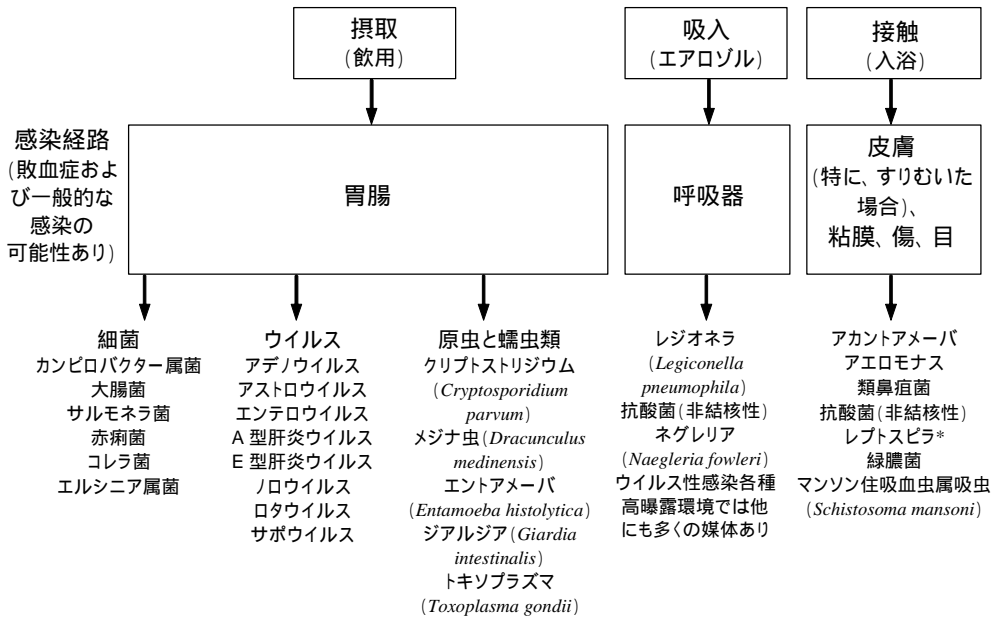 摂取
(飲用)
吸入
(エアロゾル)
接触
(入浴)
感染経路
(敗血症およ
び一般的な
感染の
可能性あり)
胃腸
呼吸器
皮膚
(特に、すりむいた
場合)、
粘膜、傷、目
細菌
カンピロバクター属菌
大腸菌
サルモネラ菌
赤痢菌
コレラ菌
エルシニア属菌
ウイルス
アデノウイルス
アストロウイルス
エンテロウイルス
A 型肝炎ウイルス
E 型肝炎ウイルス
ノロウイルス
ロタウイルス
サポウイルス
原虫と蠕虫類
クリプトストリジウム
(Cryptosporidium
parvum)
メジナ虫(Dracunculus
medinensis)
エントアメーバ
(Entamoeba histolytica)
ジアルジア(Giardia
intestinalis)
トキソプラズマ
(Toxoplasma gondii)
レジオネラ
(Legiconella
pneumophila)
抗酸菌(非結核性)
ネグレリア
(Naegleria fowleri)
ウイルス性感染各種
高曝露環境では他
にも多くの媒体あり
アカントアメーバ
アエロモナス
類鼻疽菌
抗酸菌(非結核性)
レプトスピラ*
緑膿菌
マンソン住吸血虫属吸虫
(Schistosoma mansoni)